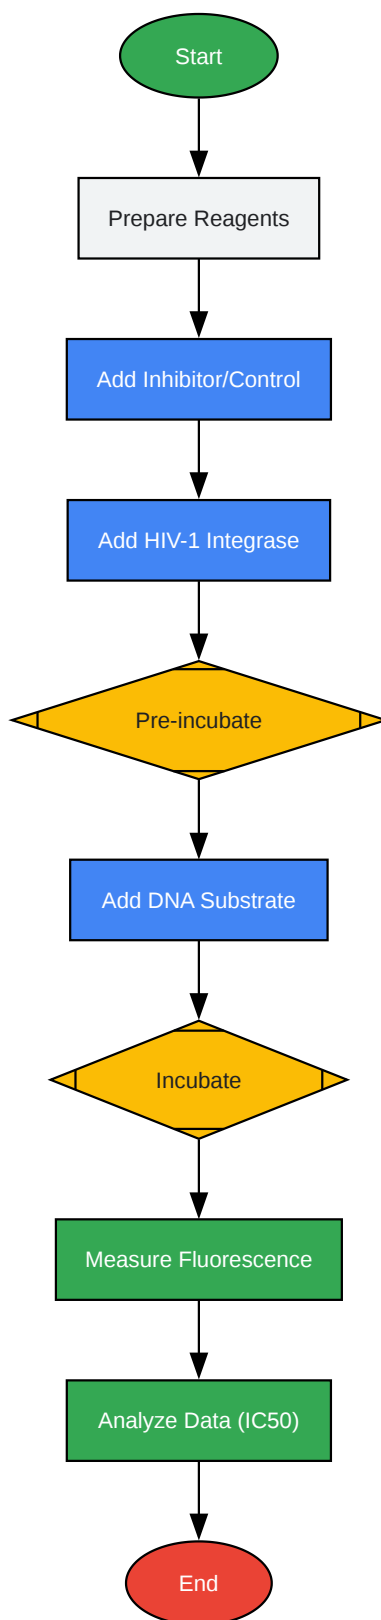 Start
Prepare Reagents
Add Inhibitor/Control
Add HIV-1 Integrase
Pre-incubate
Add DNA Substrate
Incubate
Measure Fluorescence
Analyze Data (IC50)
End